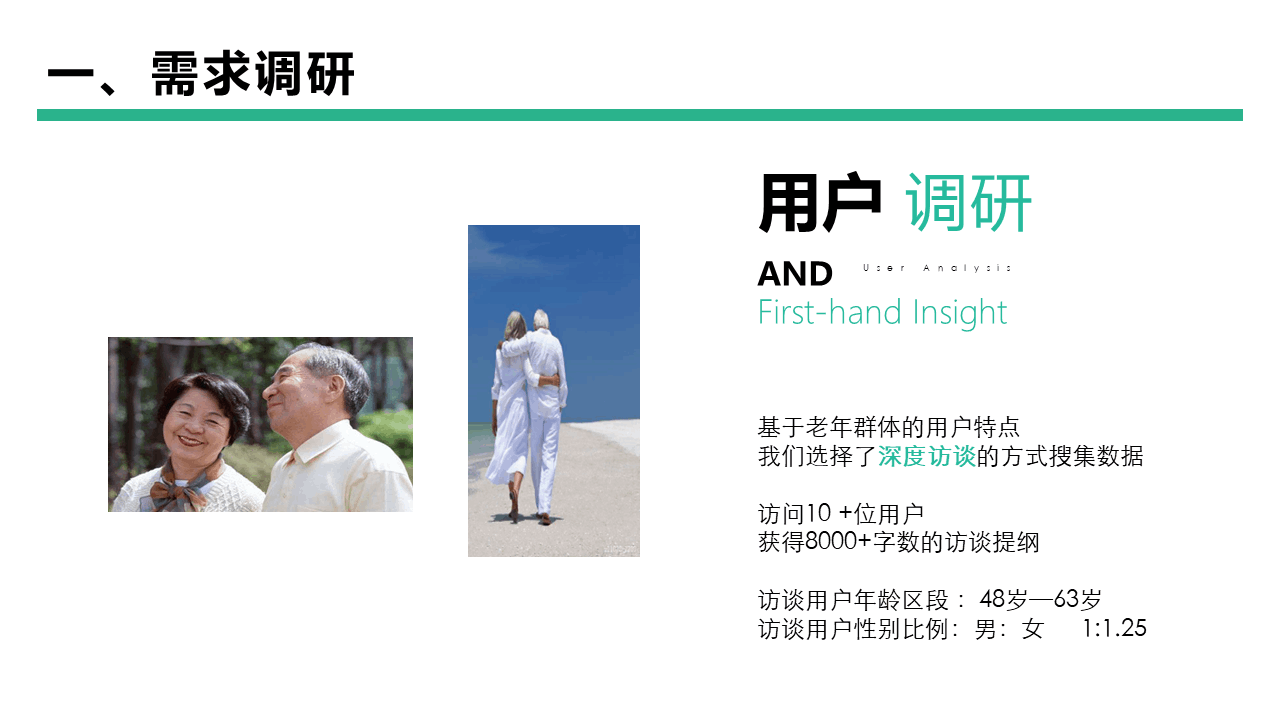 一、需求调研
用户 调研
AND User Analysis
First-hand Insight
基于老年群体的用户特点
我们选择了深度访谈的方式搜集数据
访问10 +位用户
获得8000+字数的访谈提纲
访谈用户年龄区段： 48岁—63岁
访谈用户性别比例：男：女 1:1.25